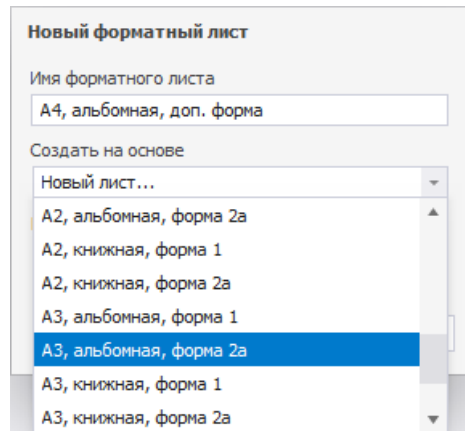 Новый форматный лист
Имя форматного листа
А4, альбомная, доп. форма
Создать на основе
Новый лист...
А2, альбомная, форма 2а
А2, книжная, форма 1
А2, книжная, форма 2а
А3, альбомная, форма 1
А3, альбомная, форма 2а
А3, книжная, форма 1
А3, книжная, форма 2а